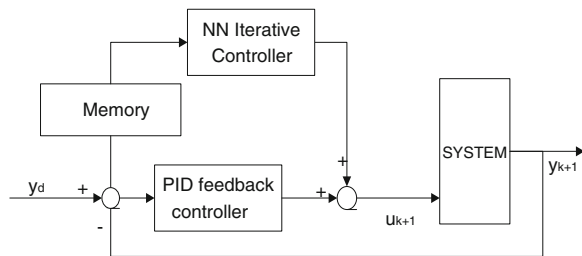 NN Iterative
Controller
Memory
SYSTEM
yk+1
yd
+
-
PID feedback
controller
+
+
uk+1